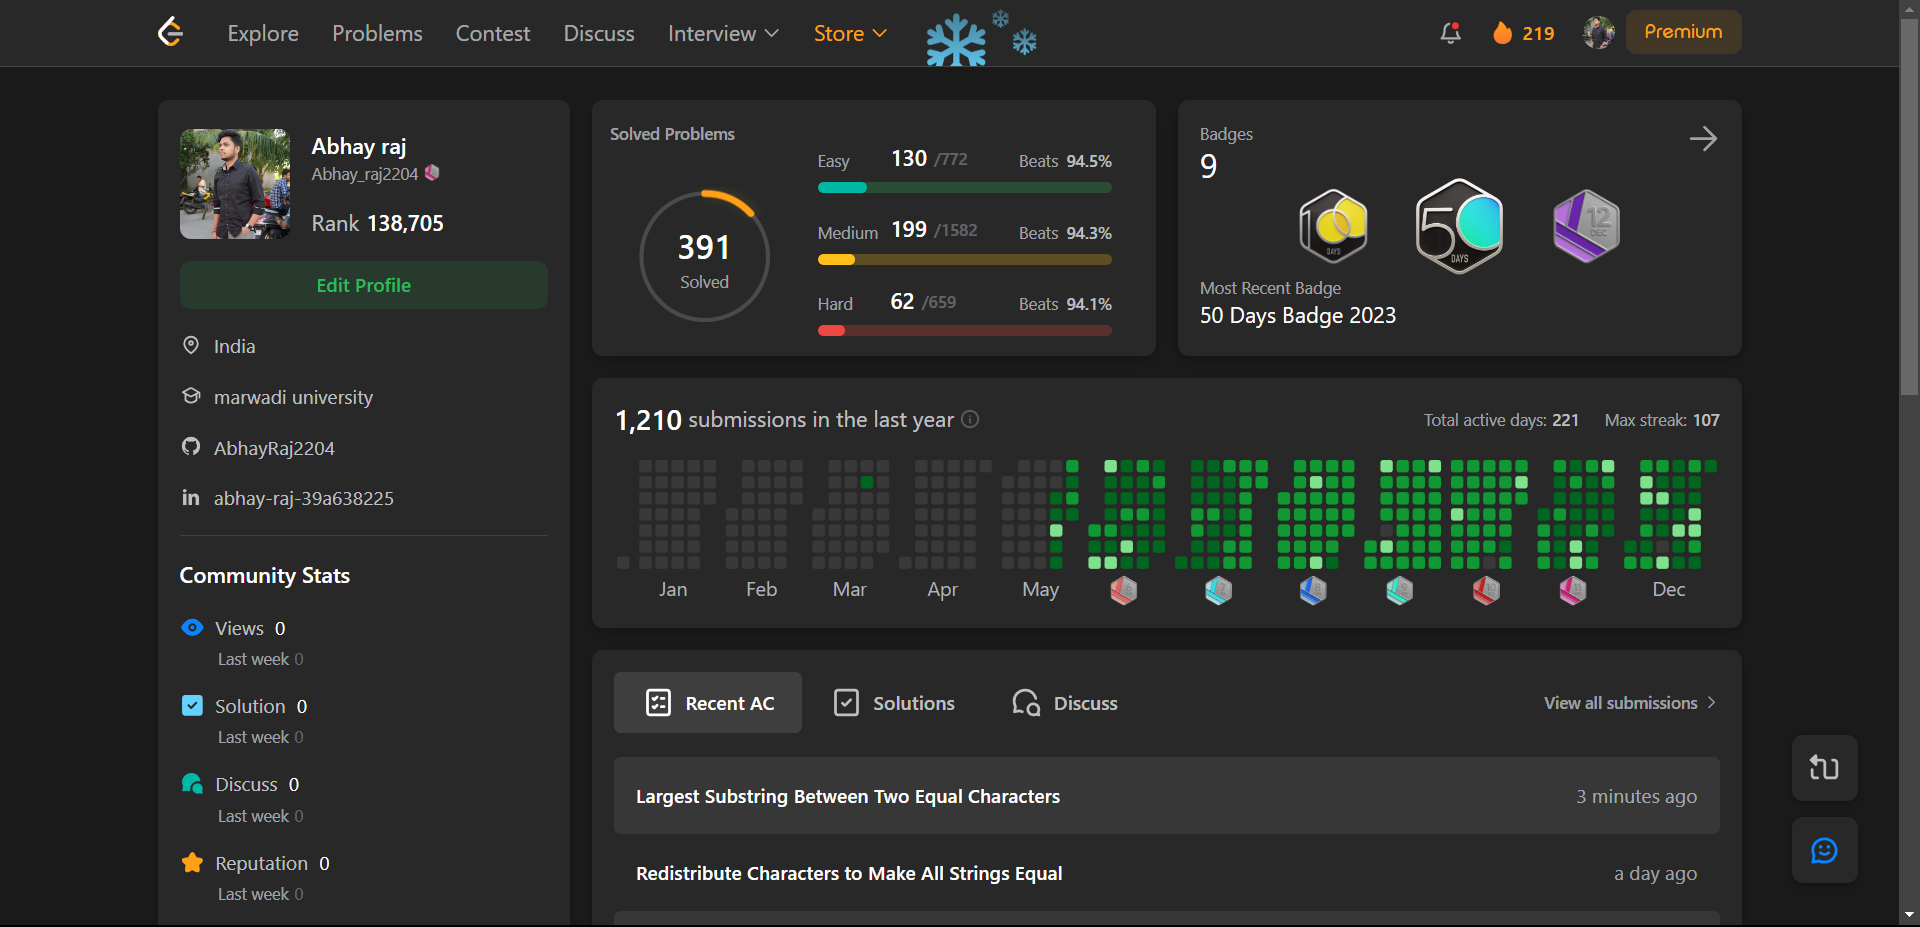 Explore Problems Contest Discuss Interview Store 219 Premium
Abhay raj
Abhay_raj2204
Rank 138,705
Edit Profile
India
marwadi university
AbhayRaj2204
abhay-raj-39a638225
Community Stats
Views 0
Last week 0
Solution 0
Last week 0
Discuss 0
Last week 0
Reputation 0
Last week 0
Solved Problems
391
Solved
Easy 130 /772 Beats 94.5%
Medium 199 /1582 Beats 94.3%
Hard 62 /659 Beats 94.1%
Badges
9
100 DAYS
50 DAYS
12 DEC
Most Recent Badge
50 Days Badge 2023
1,210 submissions in the last year Total active days: 221 Max streak: 107
Jan Feb Mar Apr May Dec
Recent AC Solutions Discuss View all submissions
Largest Substring Between Two Equal Characters 3 minutes ago
Redistribute Characters to Make All Strings Equal a day ago